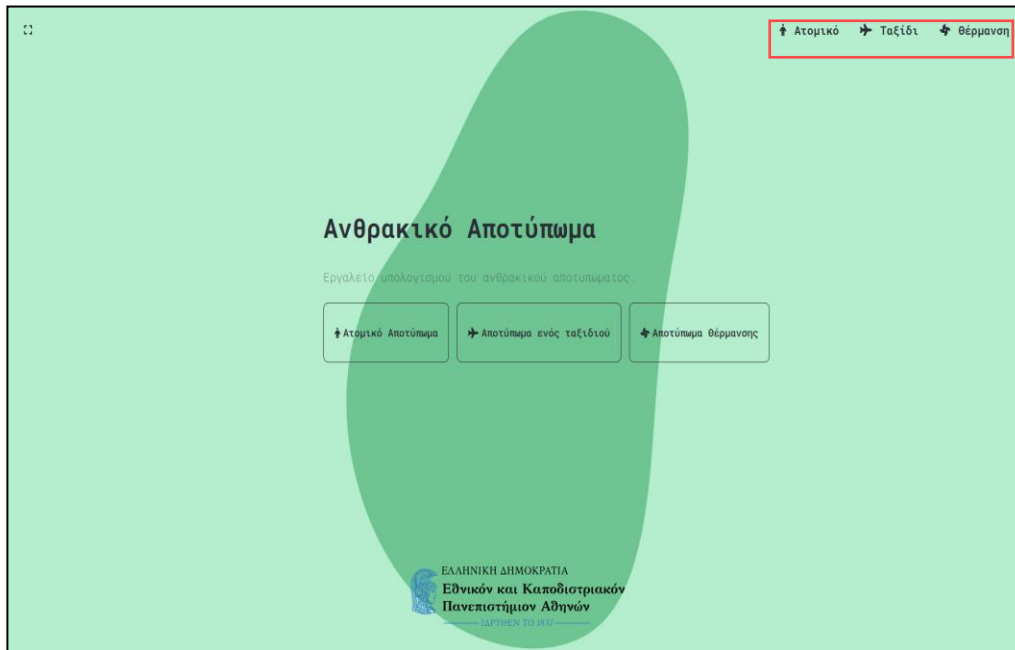 Ατομικό Ταξίδι Θέρμανση
Ανθρακικό Αποτύπωμα
Εργαλείο υπολογισμού του ανθρακικού αποτυπώματος.
Ατομικό Αποτύπωμα Αποτύπωμα ενός ταξιδιού Αποτύπωμα Θέρμανσης
ΕΛΛΗΝΙΚΗ ΔΗΜΟΚΡΑΤΙΑ
Εθνικόν και Καποδιστριακόν
Πανεπιστήμιον Αθηνών
ΙΔΡΥΘΕΝ ΤΟ 1837